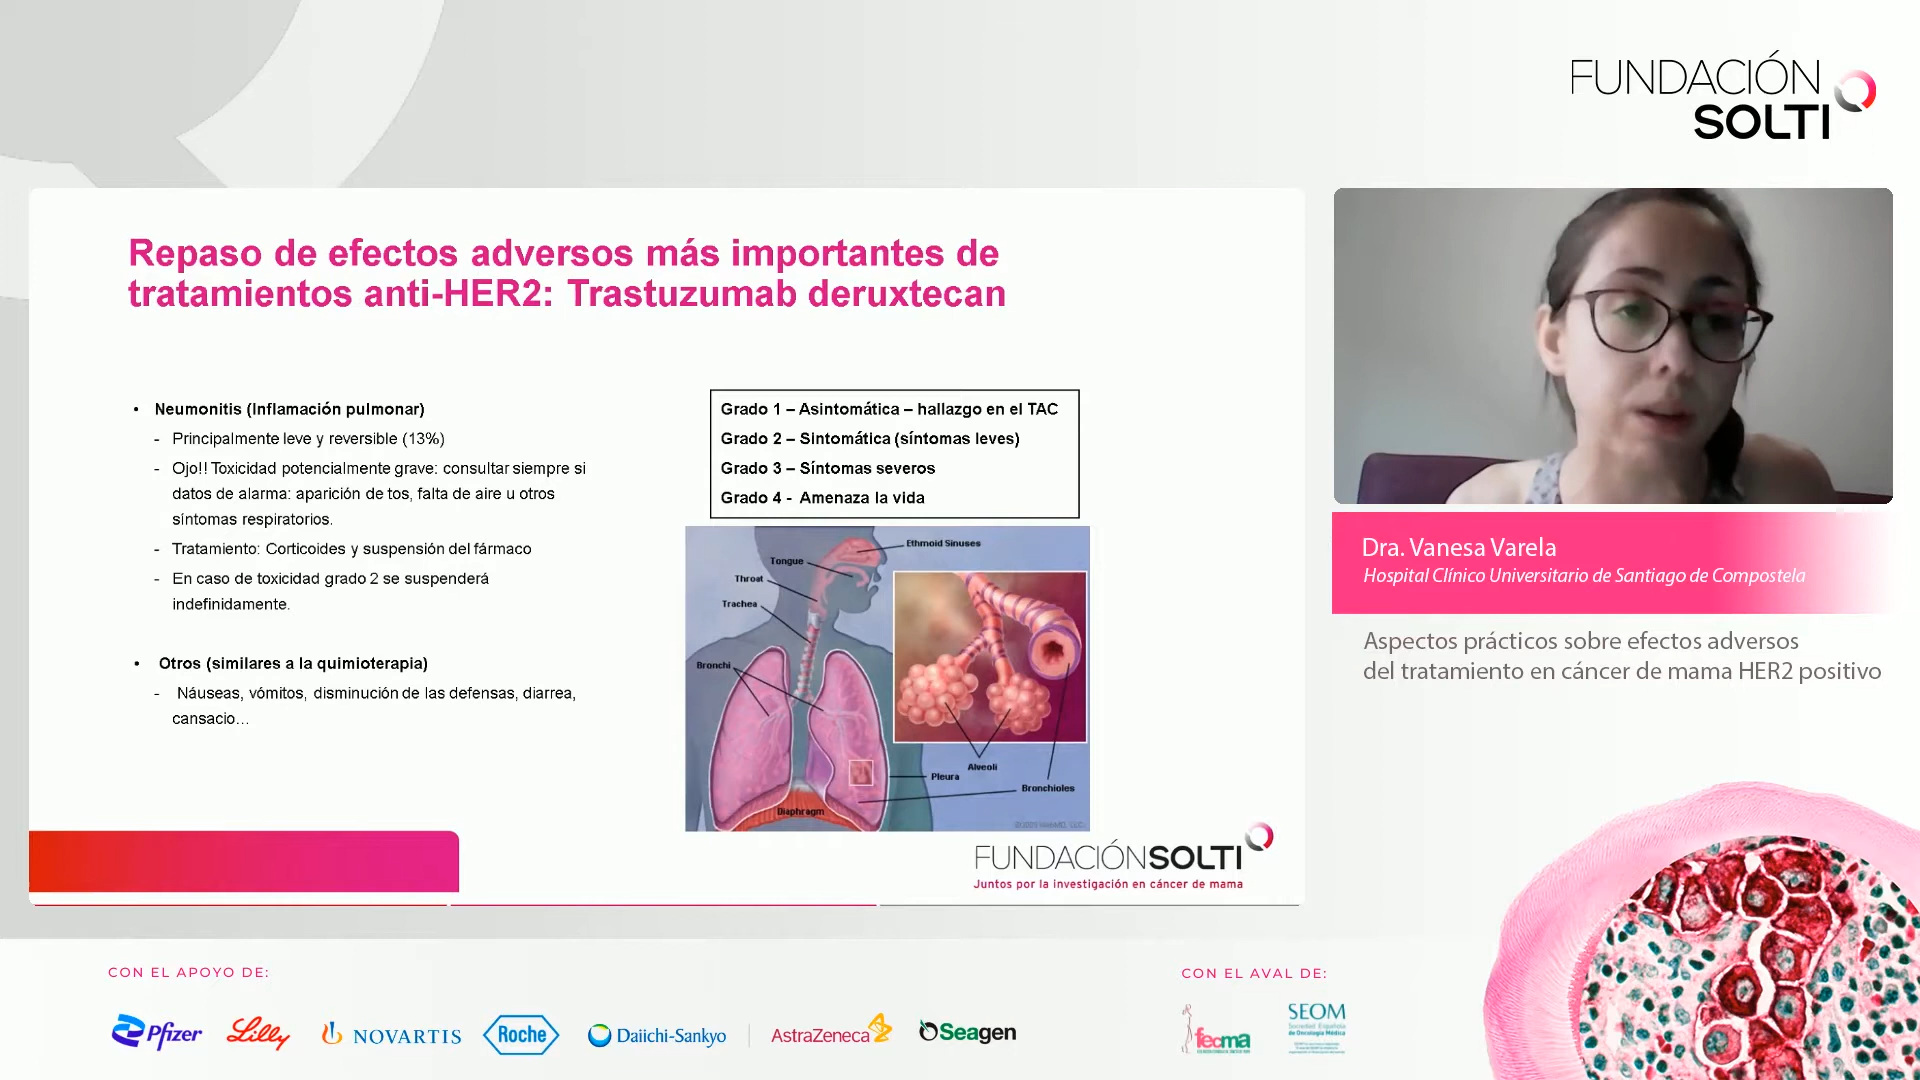 FUNDACIÓN
SOLTI
Repaso de efectos adversos más importantes de
tratamientos anti-HER2: Trastuzumab deruxtecan
• Neumonitis (Inflamación pulmonar)
- Principalmente leve y reversible (13%)
- Ojo!! Toxicidad potencialmente grave: consultar siempre si
datos de alarma: aparición de tos, falta de aire u otros
síntomas respiratorios.
- Tratamiento: Corticoides y suspensión del fármaco
- En caso de toxicidad grado 2 se suspenderá
indefinidamente.
• Otros (similares a la quimioterapia)
- Náuseas, vómitos, disminución de las defensas, diarrea,
cansacio…
Grado 1 – Asintomática – hallazgo en el TAC
Grado 2 – Sintomática (síntomas leves)
Grado 3 – Síntomas severos
Grado 4 - Amenaza la vida
Ethmoid Sinuses
Tongue
Throat
Trachea
Bronchi
Alveoli
Pleura
Bronchioles
Diaphragm
FUNDACIÓN SOLTI
Juntos por la investigación en cáncer de mama
Dra. Vanesa Varela
Hospital Clínico Universitario de Santiago de Compostela
Aspectos prácticos sobre efectos adversos
del tratamiento en cáncer de mama HER2 positivo
CON EL APOYO DE:
Pfizer
Lilly
NOVARTIS
Roche
Daiichi-Sankyo
AstraZeneca
Seagen
CON EL AVAL DE:
fecma
SEOM
Sociedad Española
de Oncología Médica